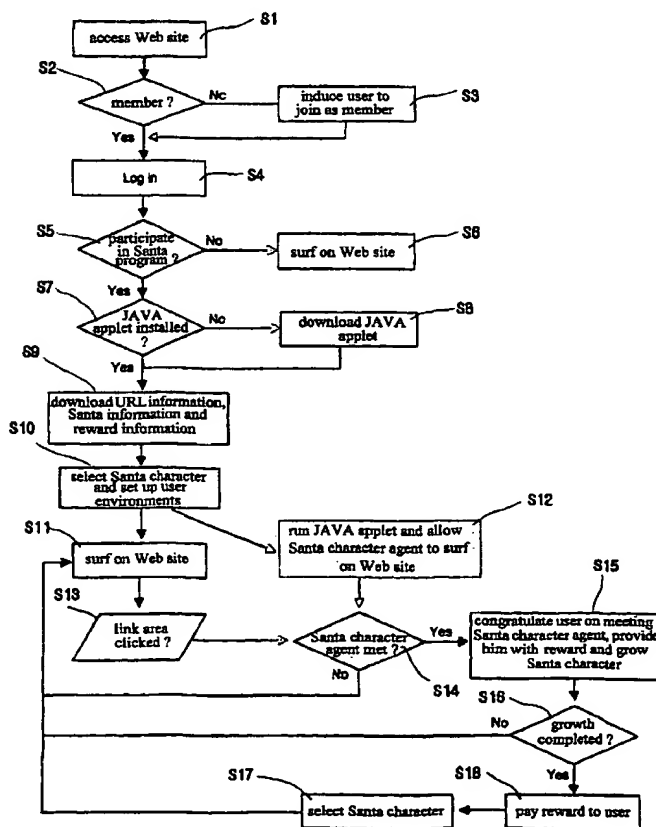 S1
access Web site
S2
member ?
Nc
induce user to
join as member
S3
Yes
Log in
S4
S5
participate
in Santa
program ?
No
surf on Web site
S6
Yes
S7
JAVA
applet installed
?
No
download JAVA
applet
S8
Yes
S9
download URL information,
Santa information and
reward information
S10
select Santa character
and set up user
environments
S12
run JAVA applet and allow
Santa character agent to surf
on Web site
S11
surf on Web site
S13
link area
clicked ?
Santa character
agent met ?
Yes
No
S14
S15
congratulate user on meeting
Santa character agent, provide
him with reward and grow
Santa character
S16
growth
completed ?
No
Yes
S17
select Santa character
S18
pay reward to user